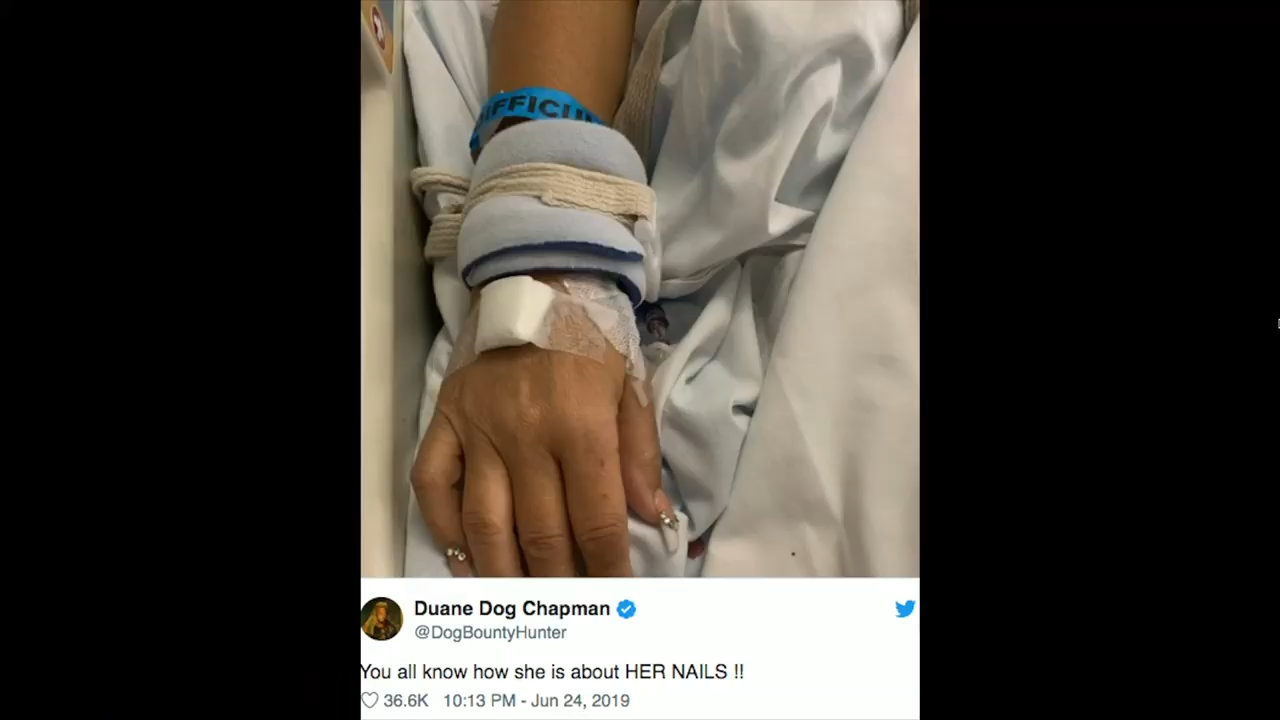 Duane Dog Chapman
@DogBountyHunter
You all know how she is about HER NAILS !!
36.6K 10:13 PM - Jun 24, 2019